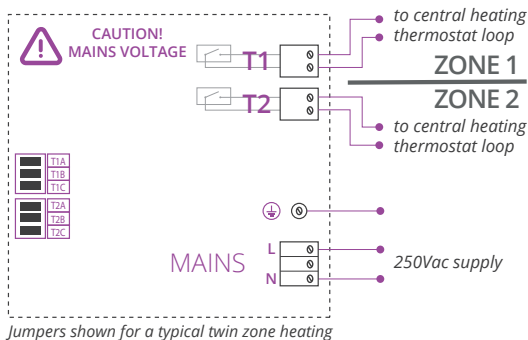 CAUTION!
MAINS VOLTAGE
T1
to central heating
thermostat loop
ZONE 1
ZONE 2
T2
to central heating
thermostat loop
T1A
T1B
T1C
T2A
T2B
T2C
MAINS
L
N
250Vac supply
Jumpers shown for a typical twin zone heating